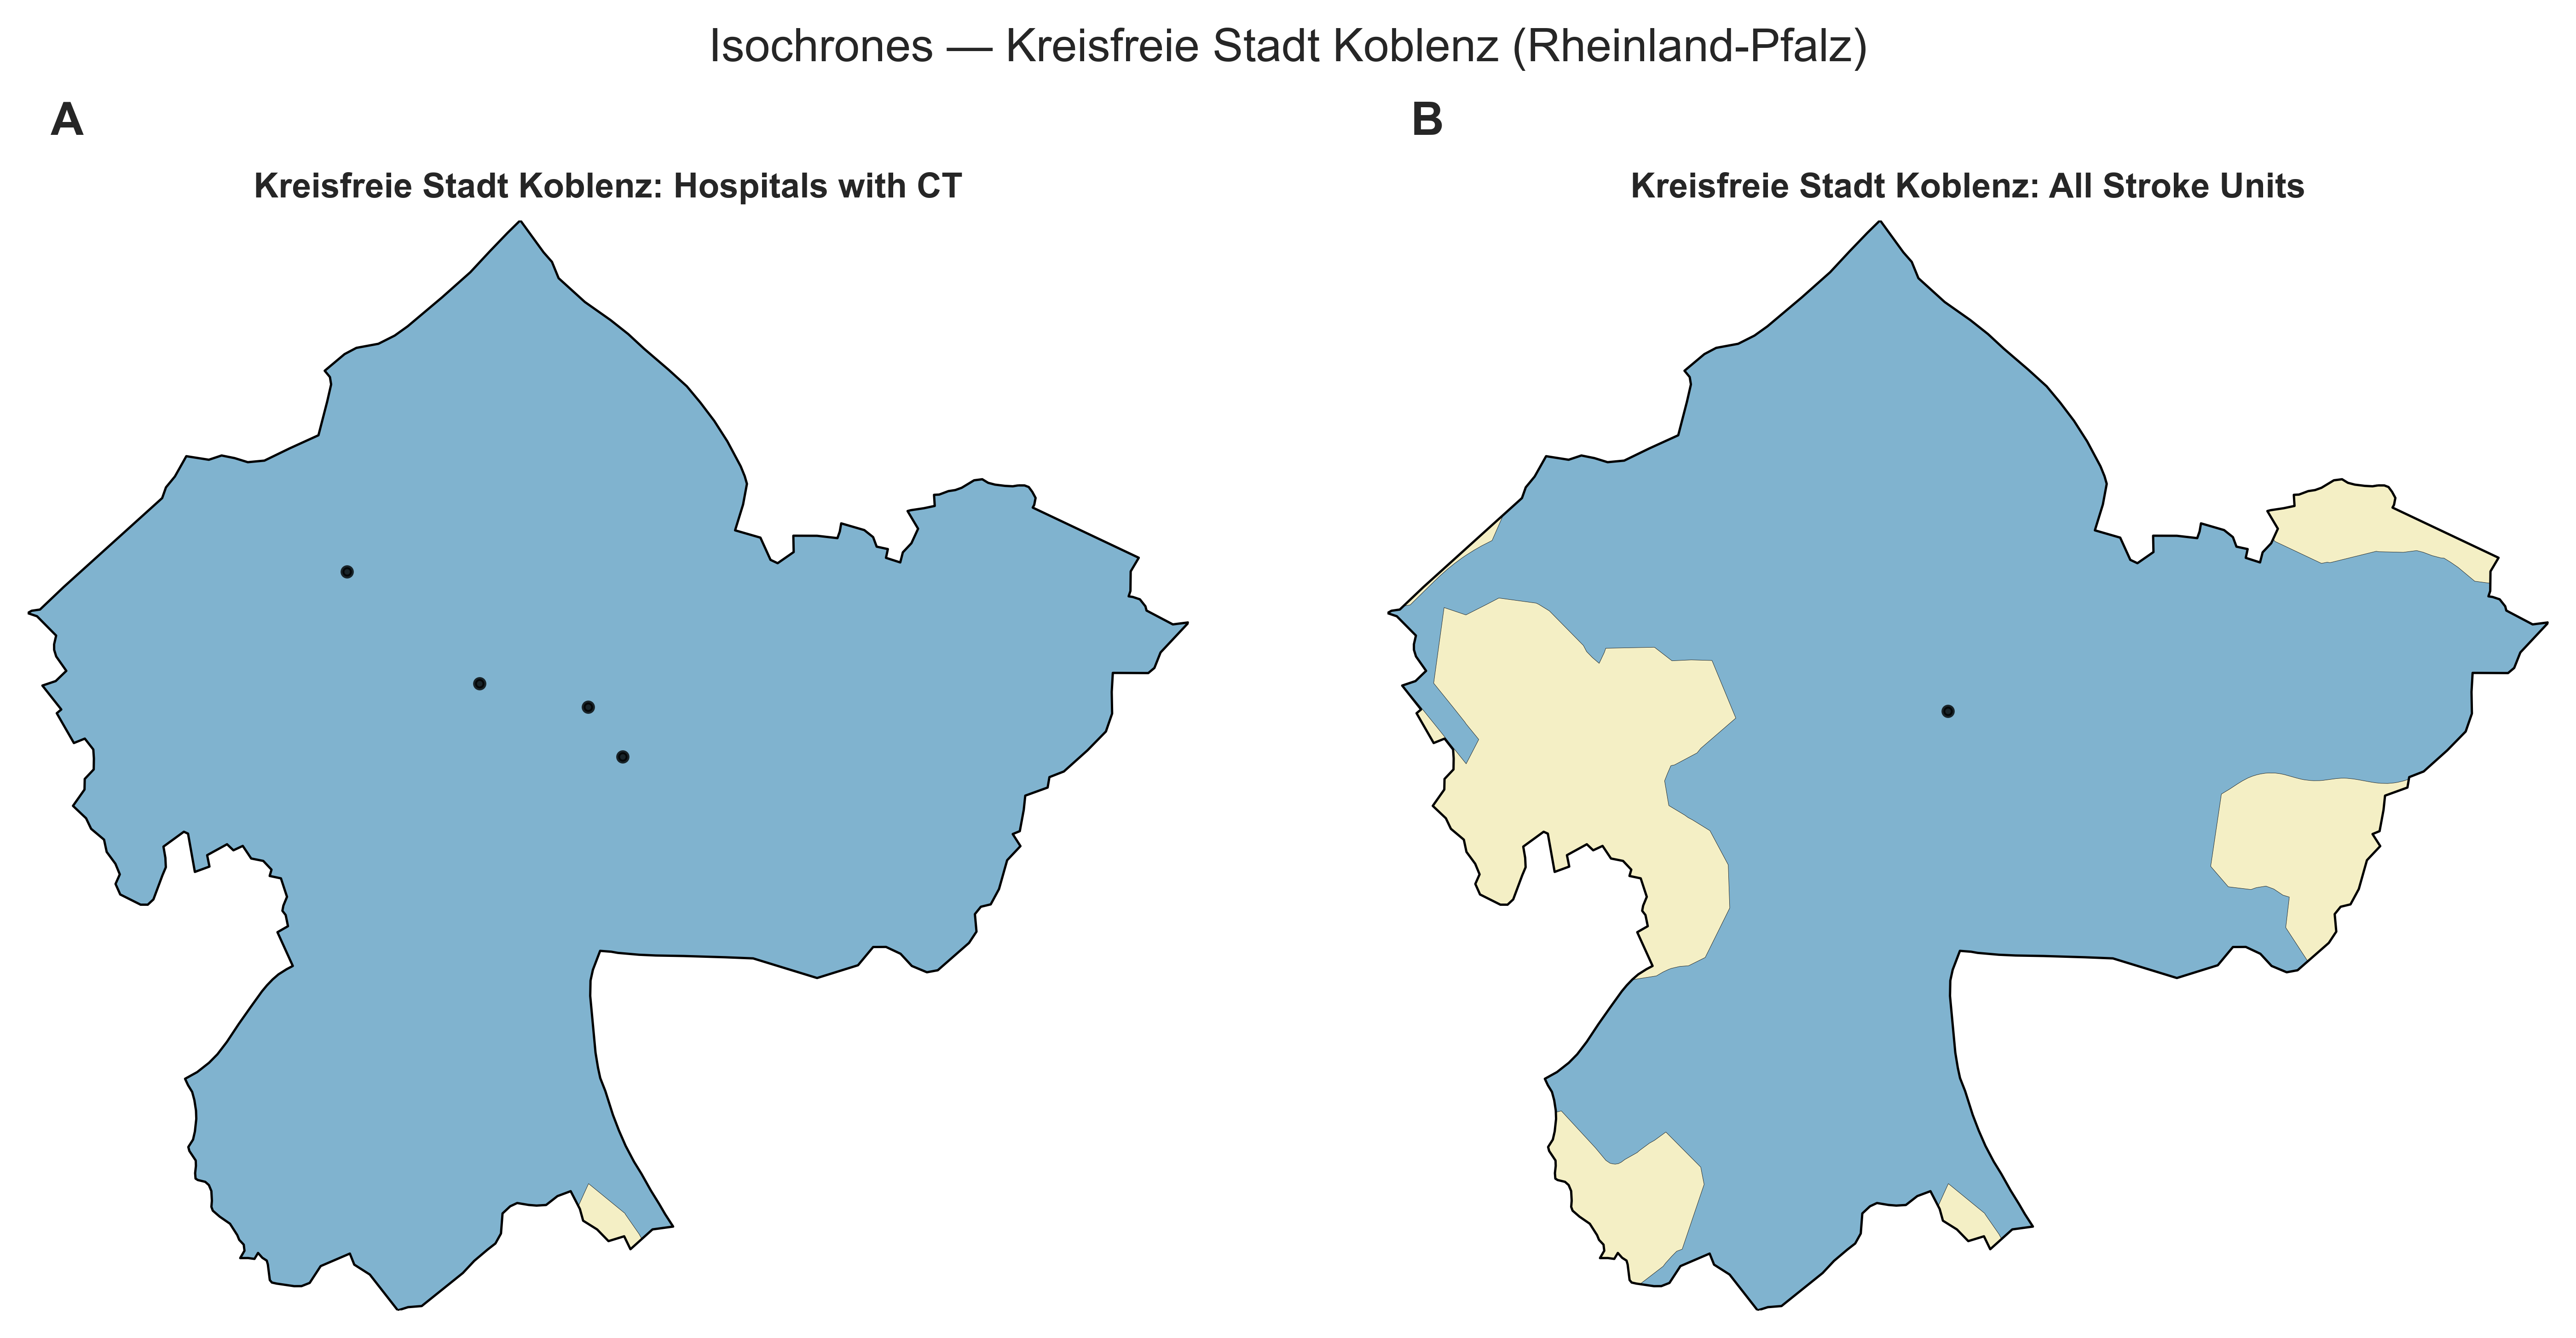 Isochrones — Kreisfreie Stadt Koblenz (Rheinland-Pfalz)
A
B
Kreisfreie Stadt Koblenz: Hospitals with CT
Kreisfreie Stadt Koblenz: All Stroke Units